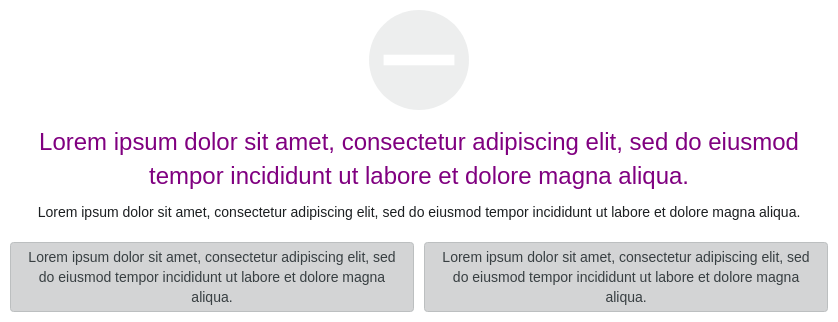 Lorem ipsum dolor sit amet, consectetur adipiscing elit, sed do eiusmod
tempor incididunt ut labore et dolore magna aliqua.
Lorem ipsum dolor sit amet, consectetur adipiscing elit, sed do eiusmod tempor incididunt ut labore et dolore magna aliqua.
Lorem ipsum dolor sit amet, consectetur adipiscing elit, sed
do eiusmod tempor incididunt ut labore et dolore magna
aliqua.
Lorem ipsum dolor sit amet, consectetur adipiscing elit, sed
do eiusmod tempor incididunt ut labore et dolore magna
aliqua.